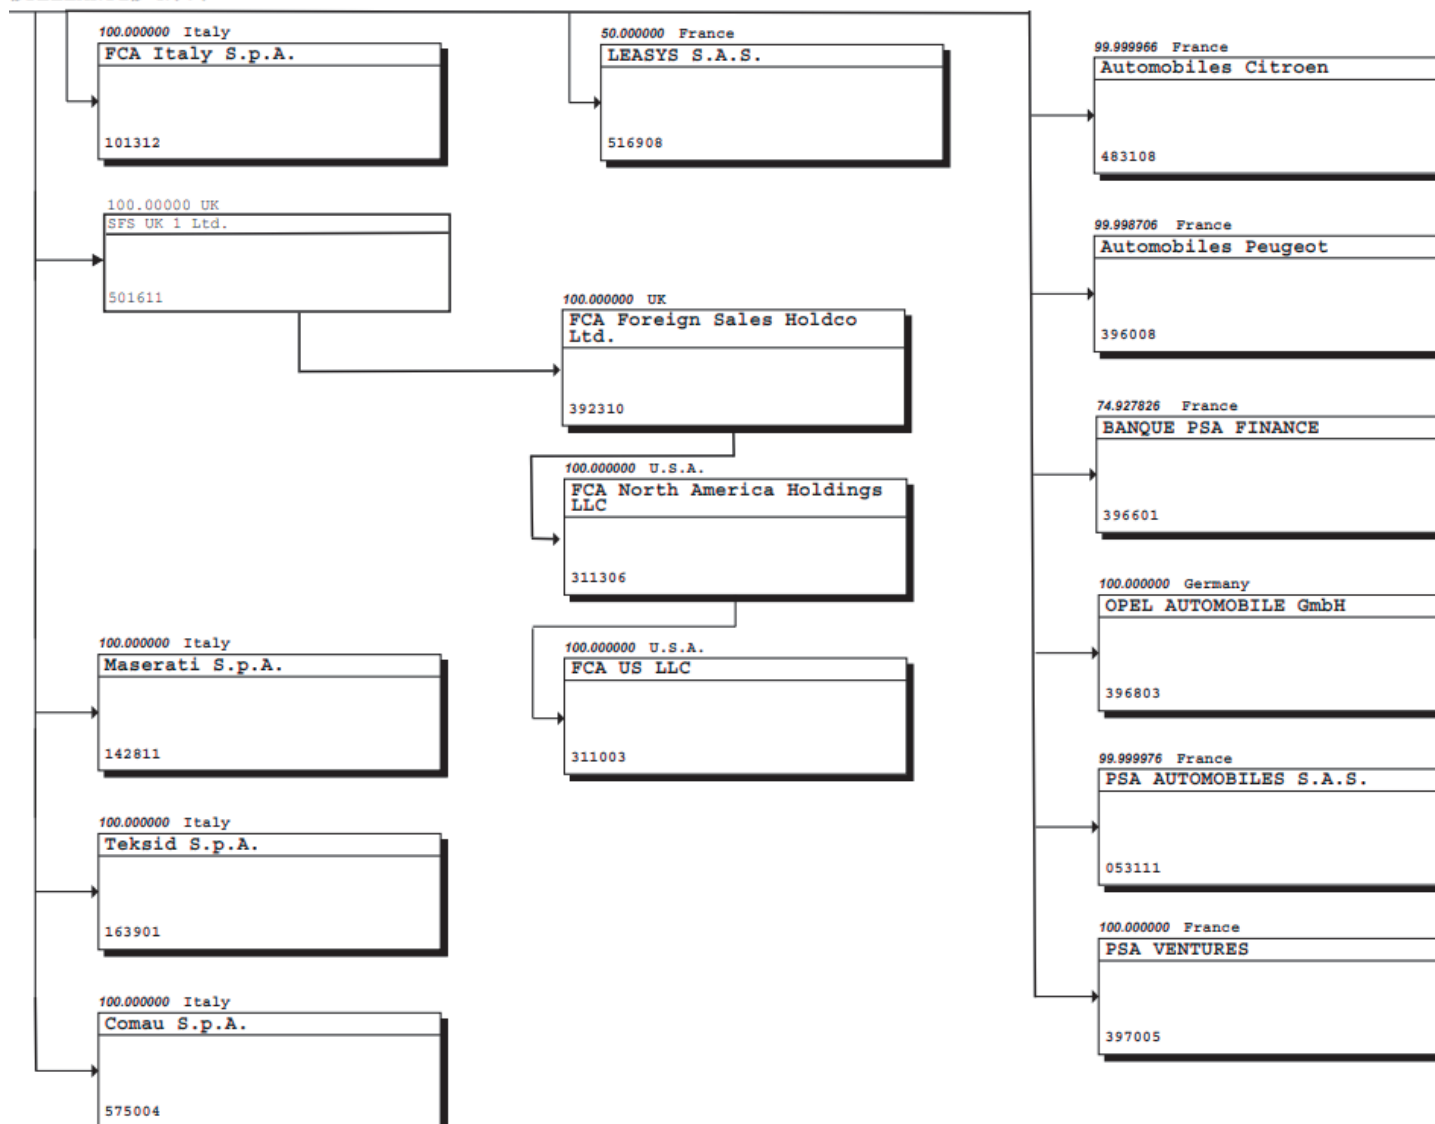 100.000000 Italy
FCA Italy S.p.A.
101312
50.000000 France
LEASYS S.A.S.
516908
99.999966 France
Automobiles Citroen
483108
100.00000 UK
SFS UK 1 Ltd.
501611
99.998706 France
Automobiles Peugeot
396008
100.000000 UK
FCA Foreign Sales Holdco
Ltd.
392310
74.927826 France
BANQUE PSA FINANCE
396601
100.000000 U.S.A.
FCA North America Holdings
LLC
311306
100.000000 Germany
OPEL AUTOMOBILE GmbH
396803
100.000000 Italy
Maserati S.p.A.
142811
100.000000 U.S.A.
FCA US LLC
311003
99.999976 France
PSA AUTOMOBILES S.A.S.
053111
100.000000 Italy
Teksid S.p.A.
163901
100.000000 France
PSA VENTURES
397005
100.000000 Italy
Comau S.p.A.
575004